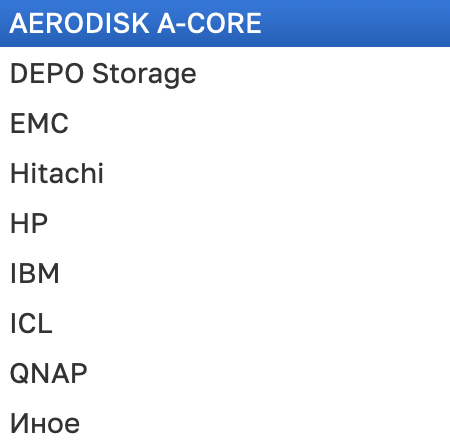 AERODISK A-CORE
DEPO Storage
EMC
Hitachi
HP
IBM
ICL
QNAP
Иное